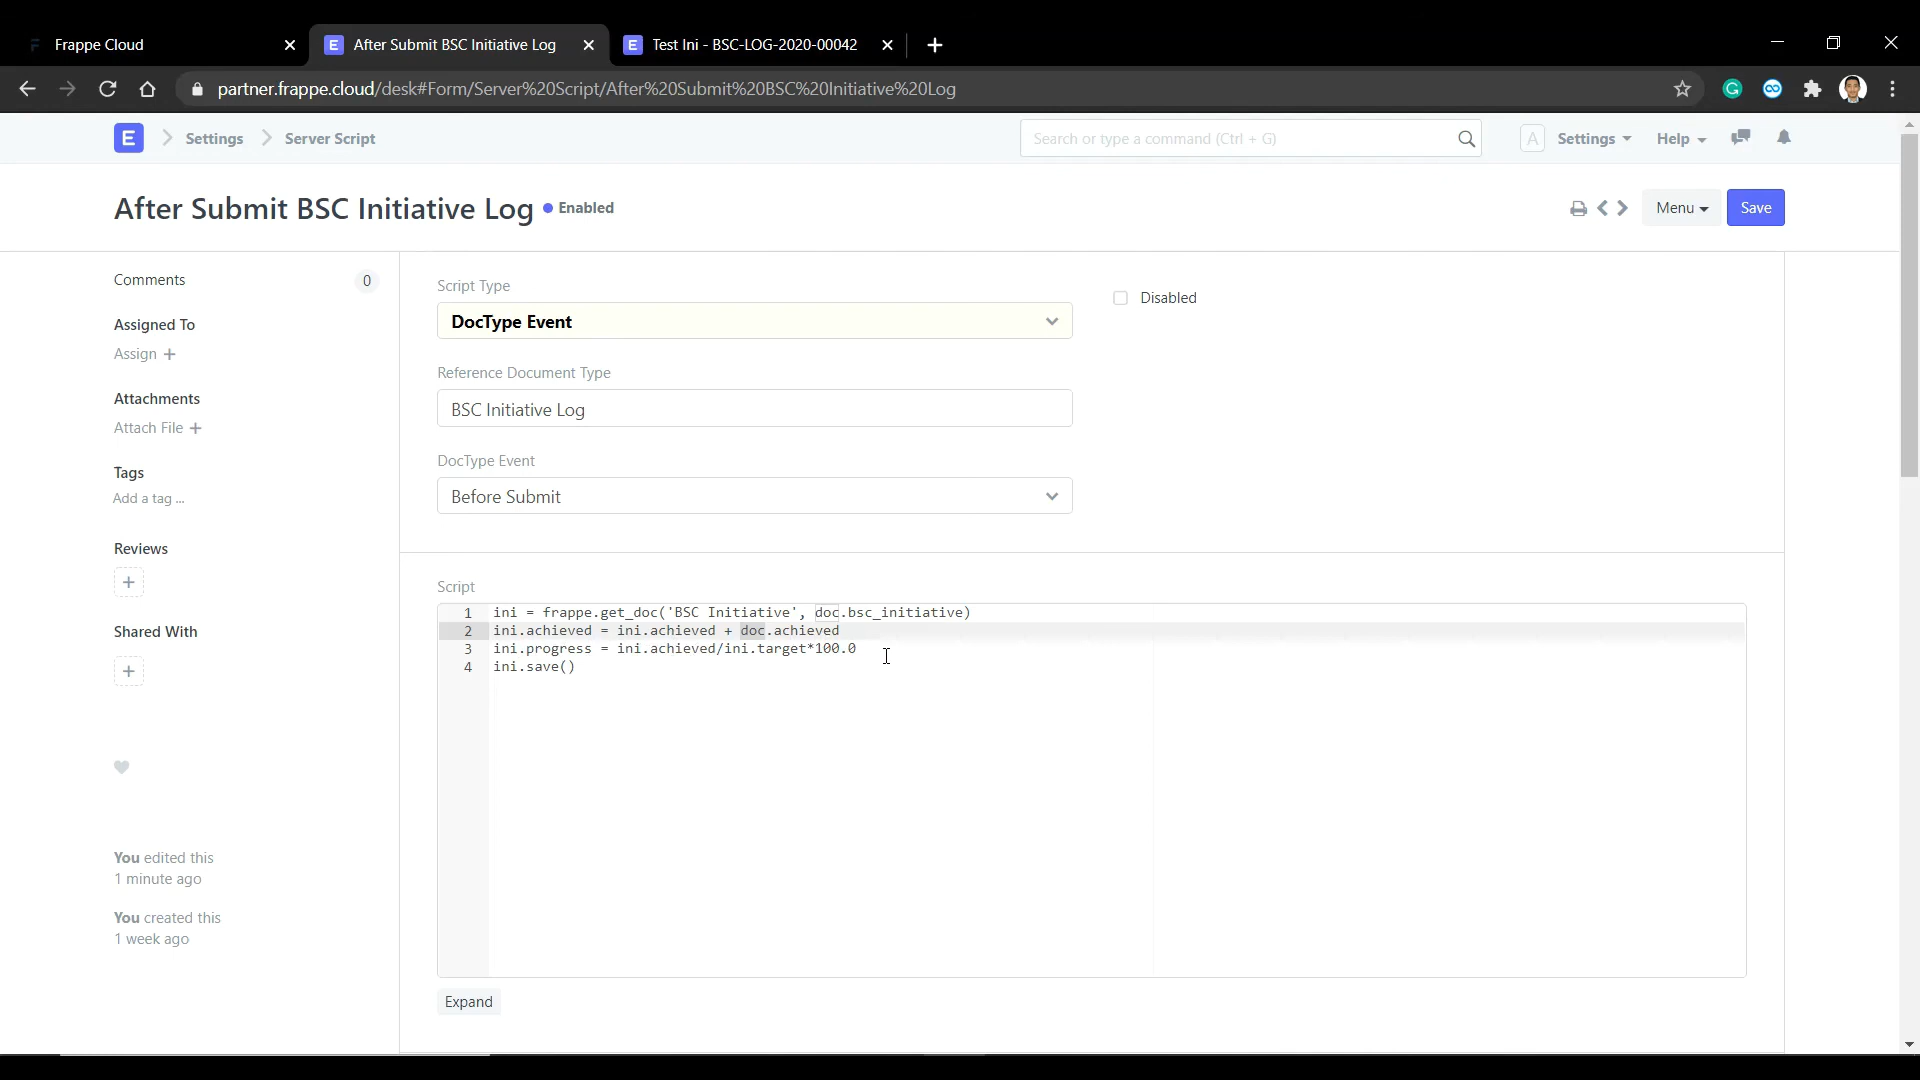 Frappe Cloud
E After Submit BSC Initiative Log
E Test Ini - BSC-LOG-2020-00042
partner.frappe.cloud/desk#Form/Server%20Script/After%20Submit%20BSC%20Initiative%20Log
E Settings Server Script
Search or type a command (Ctrl + G)
A Settings Help
After Submit BSC Initiative Log Enabled
Menu Save
Comments 0
Assigned To
Assign +
Attachments
Attach File +
Tags
Add a tag ...
Reviews
+
Shared With
+
You edited this
1 minute ago
You created this
1 week ago
Script Type
DocType Event
Disabled
Reference Document Type
BSC Initiative Log
DocType Event
Before Submit
Script
1 ini = frappe.get_doc('BSC Initiative', doc.bsc_initiative)
2 ini.achieved = ini.achieved + doc.achieved
3 ini.progress = ini.achieved/ini.target*100.0
4 ini.save()
Expand